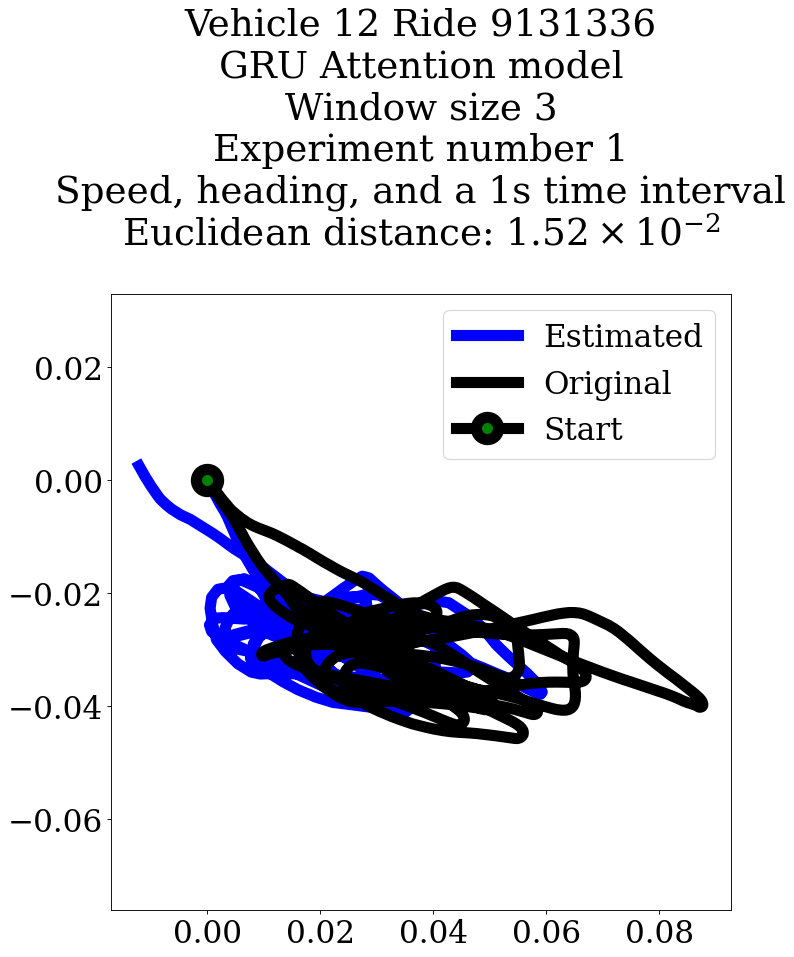 Vehicle 12 Ride 9131336
GRU Attention model
Window size 3
Experiment number 1
Speed, heading, and a 1s time interval
Euclidean distance: 1.52 × 10⁻²
Estimated
Original
Start
0.02
0.00
−0.02
−0.04
−0.06
0.00 0.02 0.04 0.06 0.08